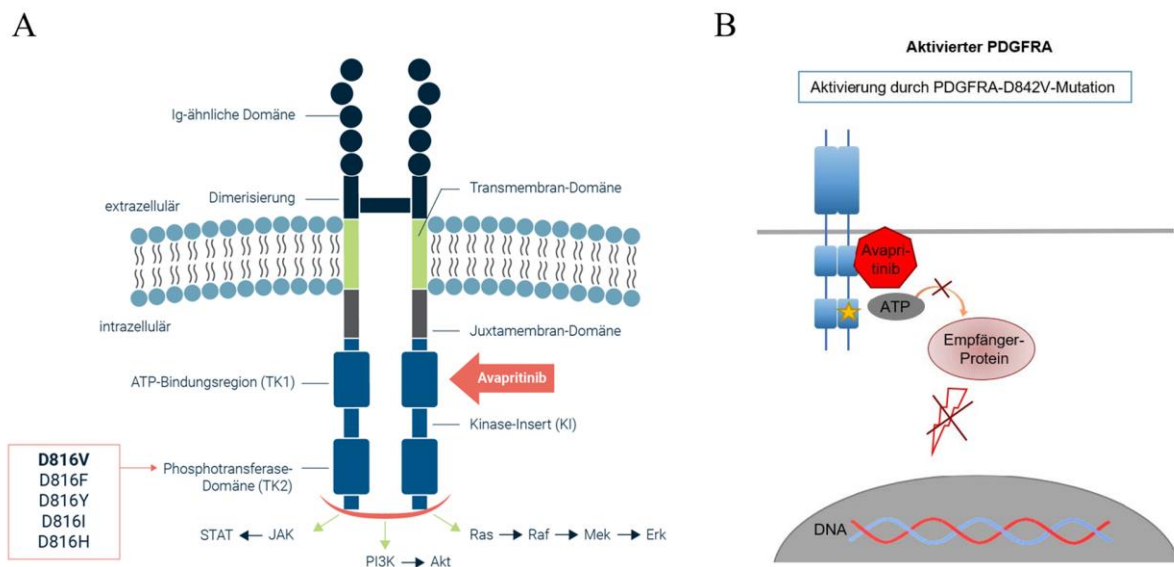 A
Ig-ähnliche Domäne
Dimerisierung
Transmembran-Domäne
extrazellulär
intrazellulär
Juxtamembran-Domäne
ATP-Bindungsregion (TK1)
Avapritinib
Kinase-Insert (KI)
D816V
D816F
D816Y
D816I
D816H
Phosphotransferase-
Domäne (TK2)
STAT
JAK
PI3K
Akt
Ras
Raf
Mek
Erk
B
Aktivierter PDGFRA
Aktivierung durch PDGFRA-D842V-Mutation
Avapri-
tinib
ATP
Empfänger-
Protein
DNA